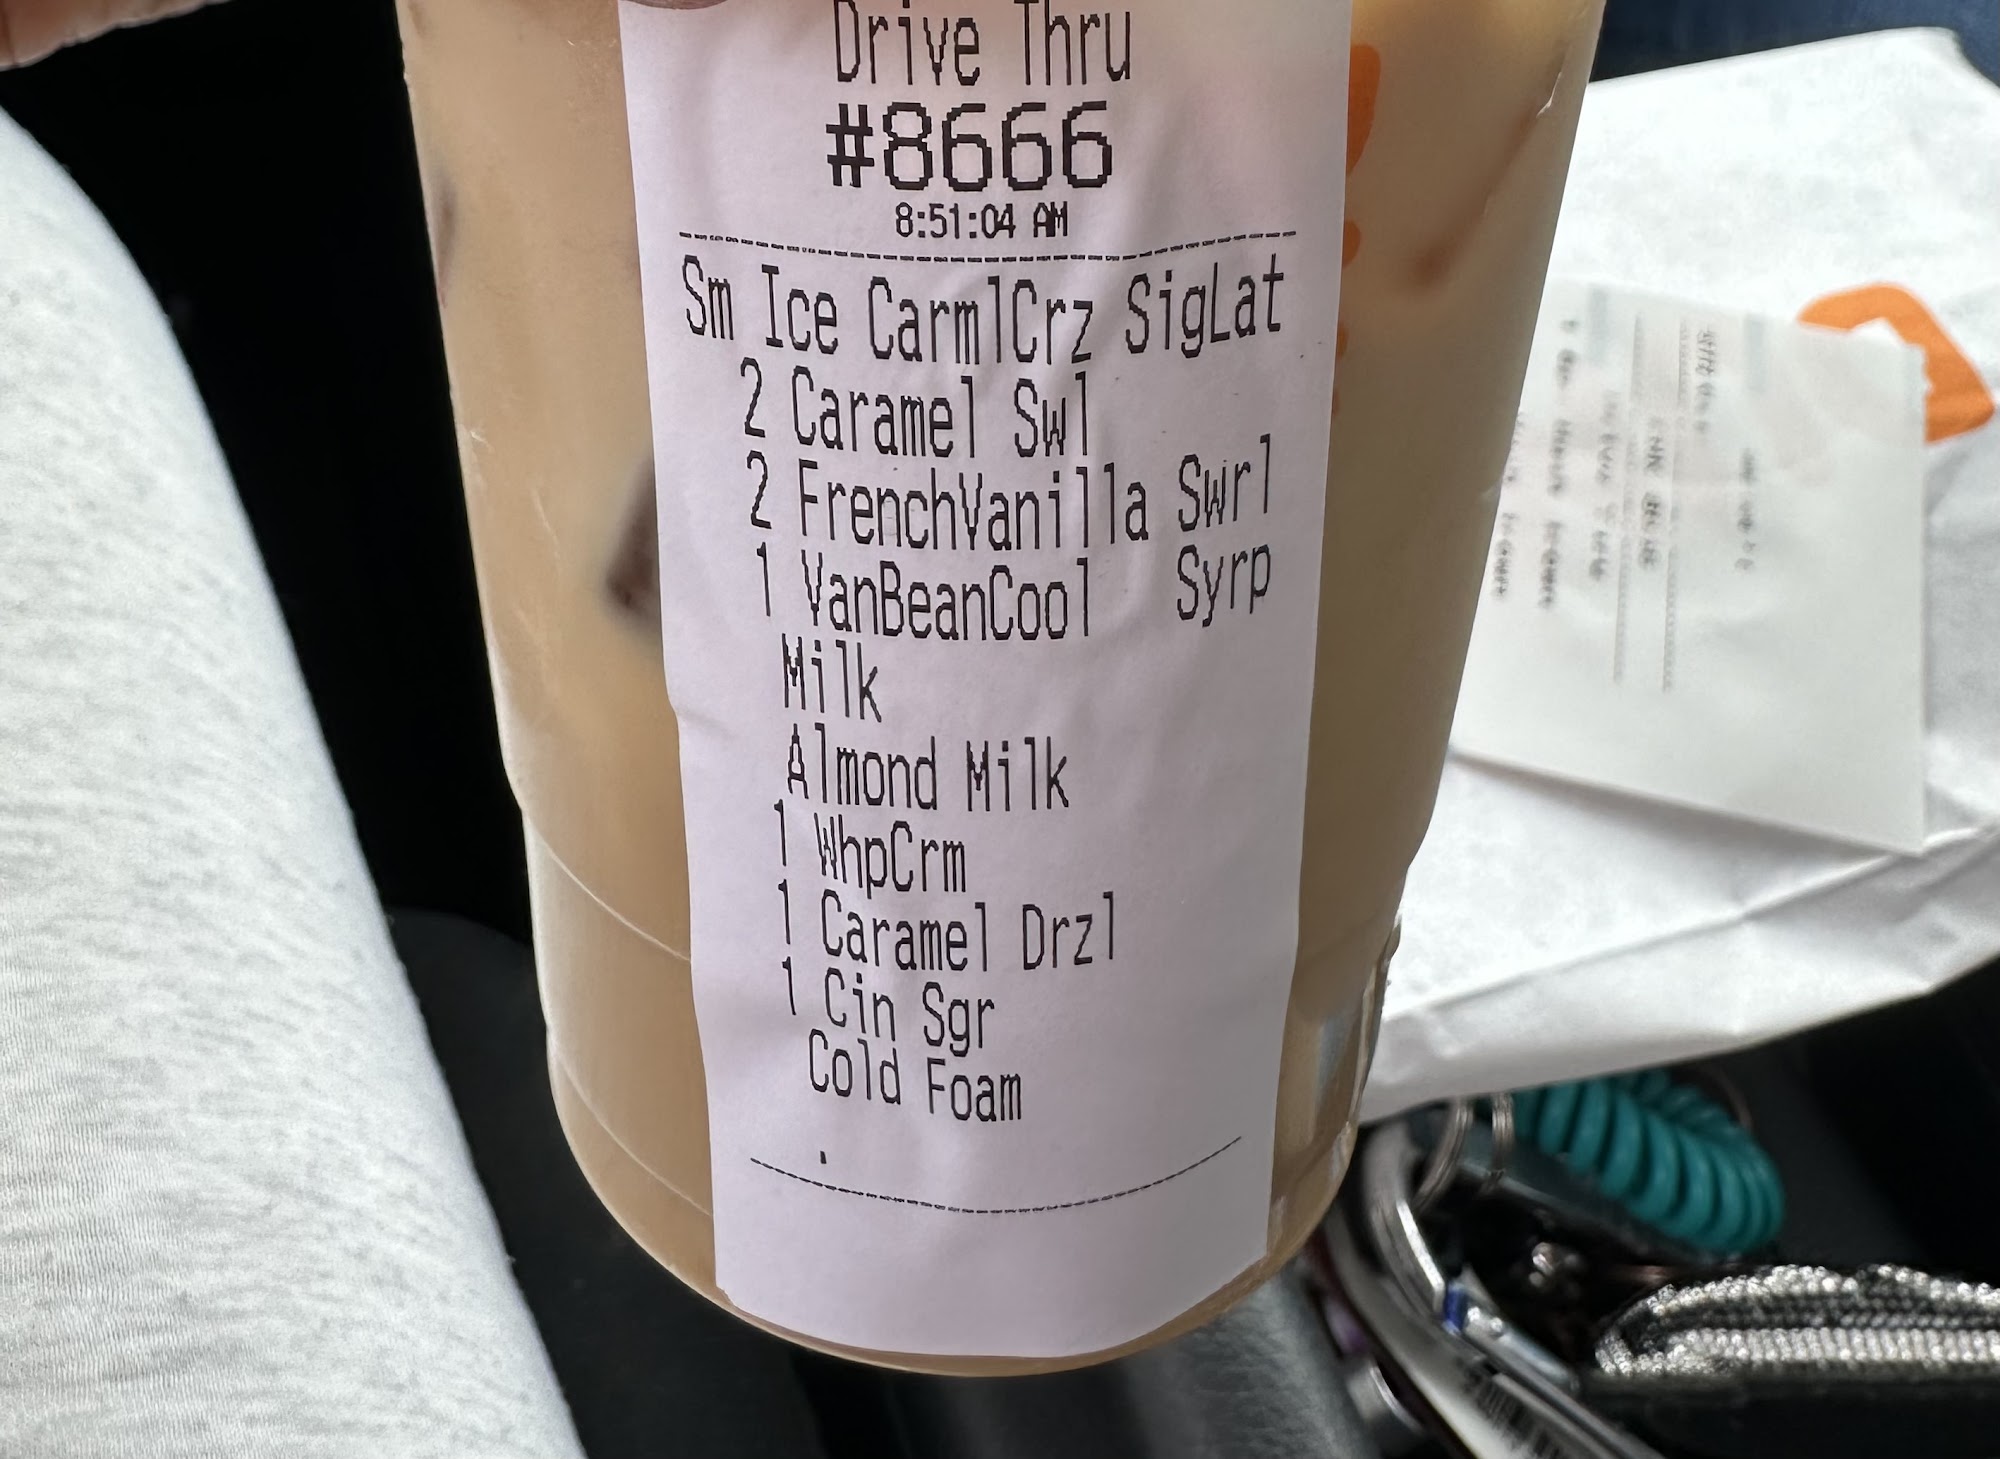 Drive Thru
#8666
8:51:04 AM
Sm Ice CarmlCrz SigLat
2 Caramel Swl
2 FrenchVanilla Swrl
1 VanBeanCool Syrp
Milk
Almond Milk
1 WhpCrm
1 Caramel Drzl
1 Cin Sgr
Cold Foam
.